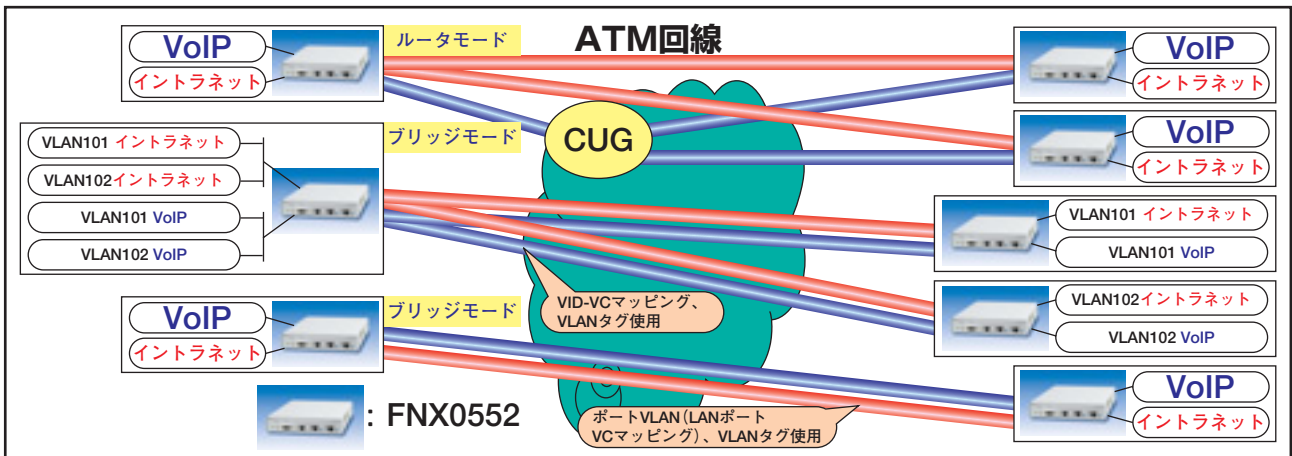 ATM回線
VoIP
イントラネット
ルータモード
CUG
VoIP
イントラネット
VoIP
イントラネット
VLAN101 イントラネット
VLAN102イントラネット
VLAN101 VoIP
VLAN102 VoIP
ブリッジモード
VID-VCマッピング、
VLANタグ使用
VLAN101 イントラネット
VLAN101 VoIP
VLAN102イントラネット
VLAN102 VoIP
VoIP
イントラネット
ブリッジモード
ポートVLAN(LANポート
VCマッピング)、VLANタグ使用
VoIP
イントラネット
: FNX0552